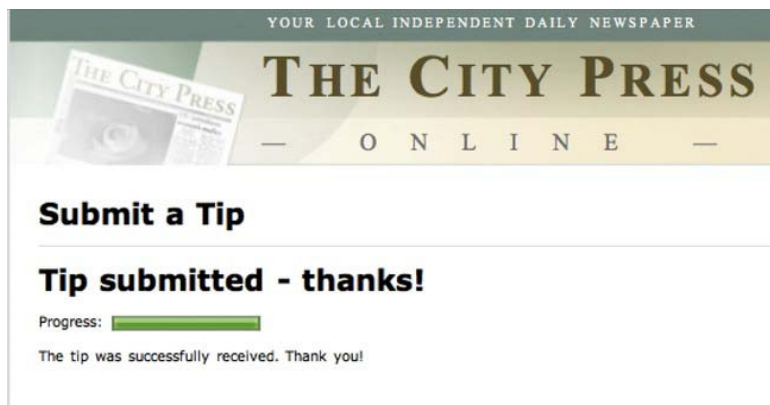 YOUR LOCAL INDEPENDENT DAILY NEWSPAPER
THE CITY PRESS
THE CITY PRESS
— ONLINE —
Submit a Tip
Tip submitted - thanks!
Progress:
The tip was successfully received. Thank you!